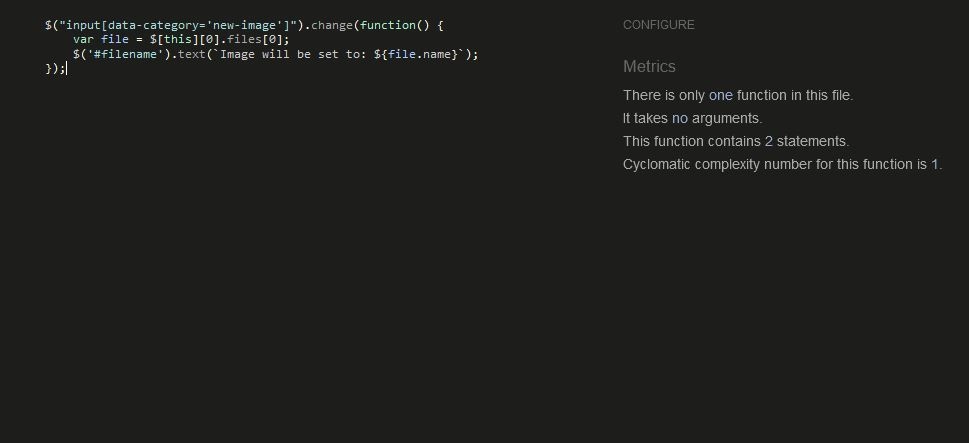 $("input[data-category='new-image']").change(function() {
    var file = $[this][0].files[0];
    $('#filename').text(`Image will be set to: ${file.name}`);
});
CONFIGURE
Metrics
There is only one function in this file.
It takes no arguments.
This function contains 2 statements.
Cyclomatic complexity number for this function is 1.